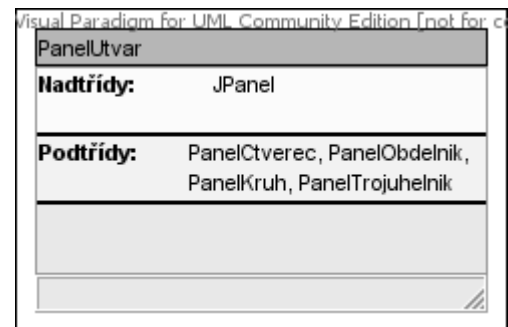 Visual Paradigm for UML Community Edition [not for c
PanelUtvar
Nadtřídy: JPanel
Podtřídy: PanelCtverec, PanelObdelnik,
PanelKruh, PanelTrojuhelnik